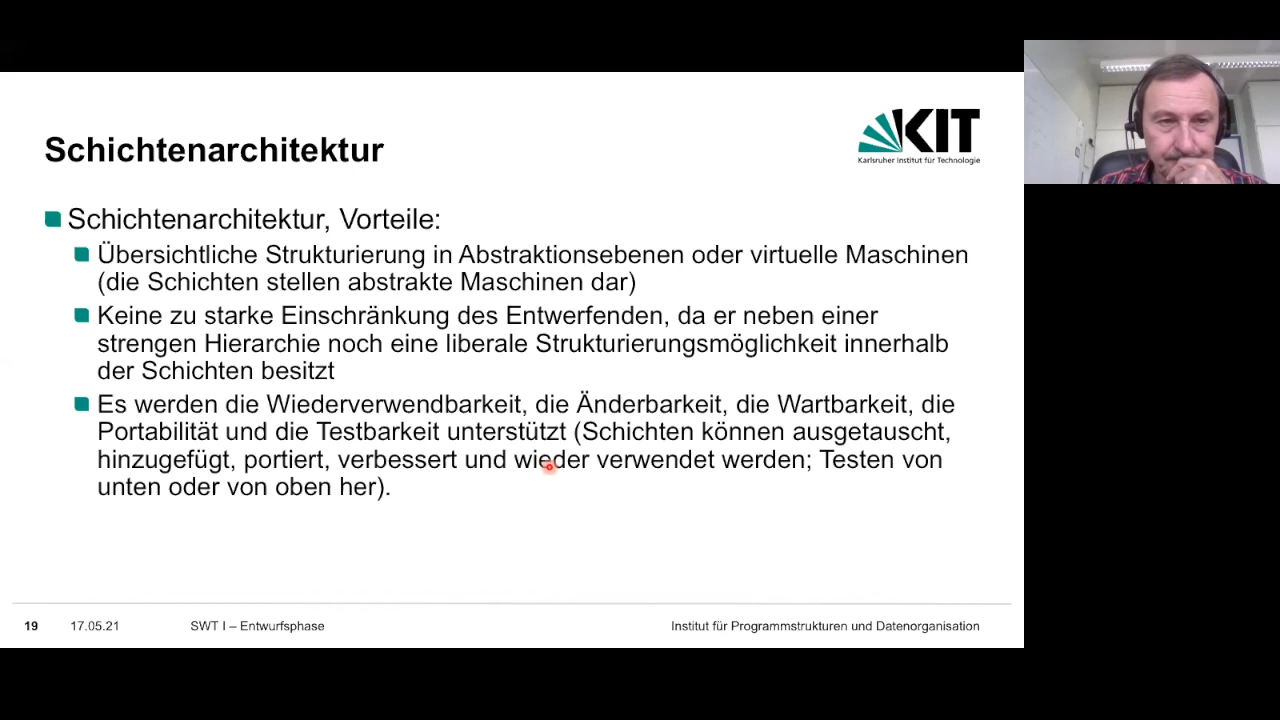 Schichtenarchitektur
KIT
Karlsruher Institut für Technologie
Schichtenarchitektur, Vorteile:
Übersichtliche Strukturierung in Abstraktionsebenen oder virtuelle Maschinen
(die Schichten stellen abstrakte Maschinen dar)
Keine zu starke Einschränkung des Entwerfenden, da er neben einer
strengen Hierarchie noch eine liberale Strukturierungsmöglichkeit innerhalb
der Schichten besitzt
Es werden die Wiederverwendbarkeit, die Änderbarkeit, die Wartbarkeit, die
Portabilität und die Testbarkeit unterstützt (Schichten können ausgetauscht,
hinzugefügt, portiert, verbessert und wieder verwendet werden; Testen von
unten oder von oben her).
19 17.05.21 SWT I – Entwurfsphase Institut für Programmstrukturen und Datenorganisation